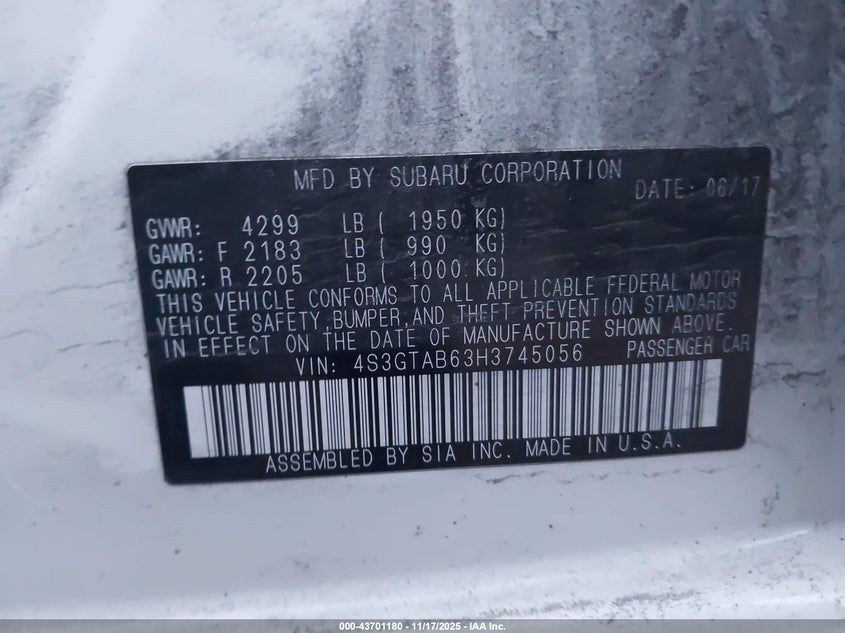 MFD BY SUBARU CORPORATION
DATE: 06/17
GVWR: 4299 LB ( 1950 KG)
GAWR: F 2183 LB ( 990 KG)
GAWR: R 2205 LB ( 1000 KG)
THIS VEHICLE CONFORMS TO ALL APPLICABLE FEDERAL MOTOR
VEHICLE SAFETY,BUMPER,AND THEFT PREVENTION STANDARDS
IN EFFECT ON THE DATE OF MANUFACTURE SHOWN ABOVE.
VIN: 4S3GTAB63H3745056 PASSENGER CAR
ASSEMBLED BY SIA INC. MADE IN U.S.A.
000-43701180 - 11/17/2025 - IAA Inc.